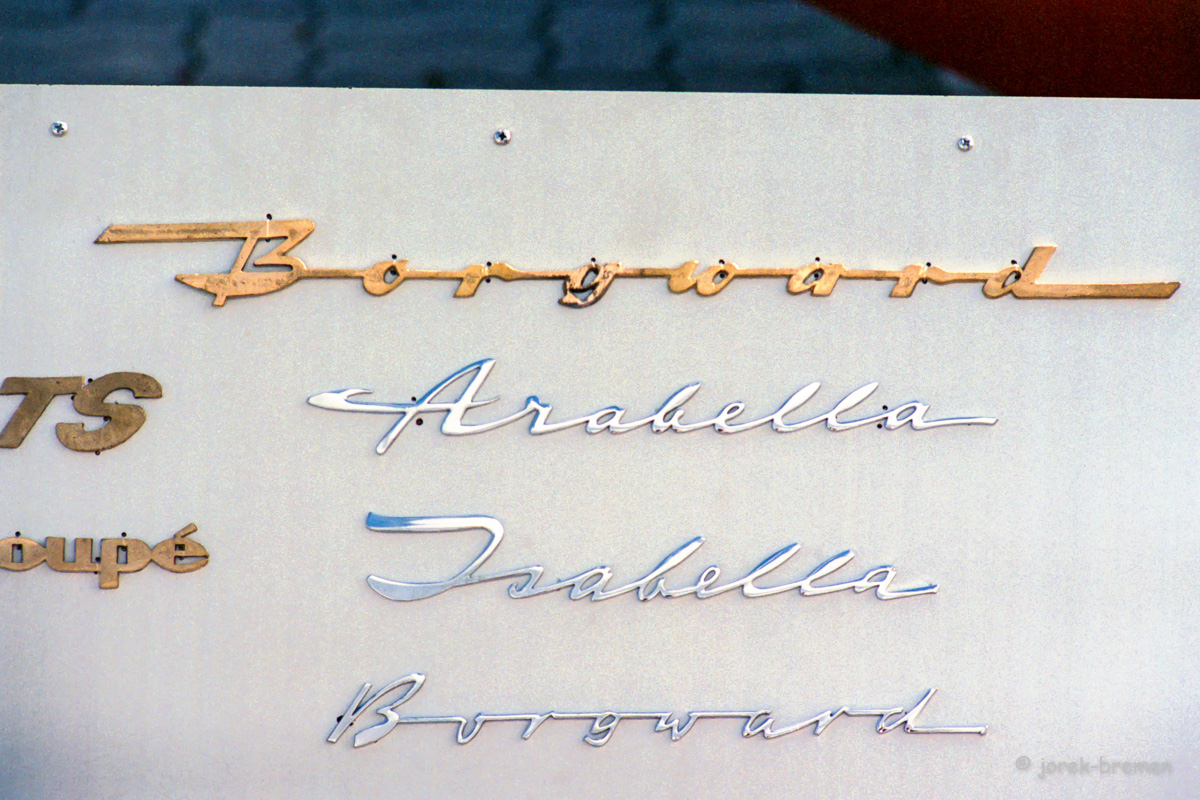 Borgward
TS
Arabella
oupé
Isabella
Borgward
© jorek-bremen